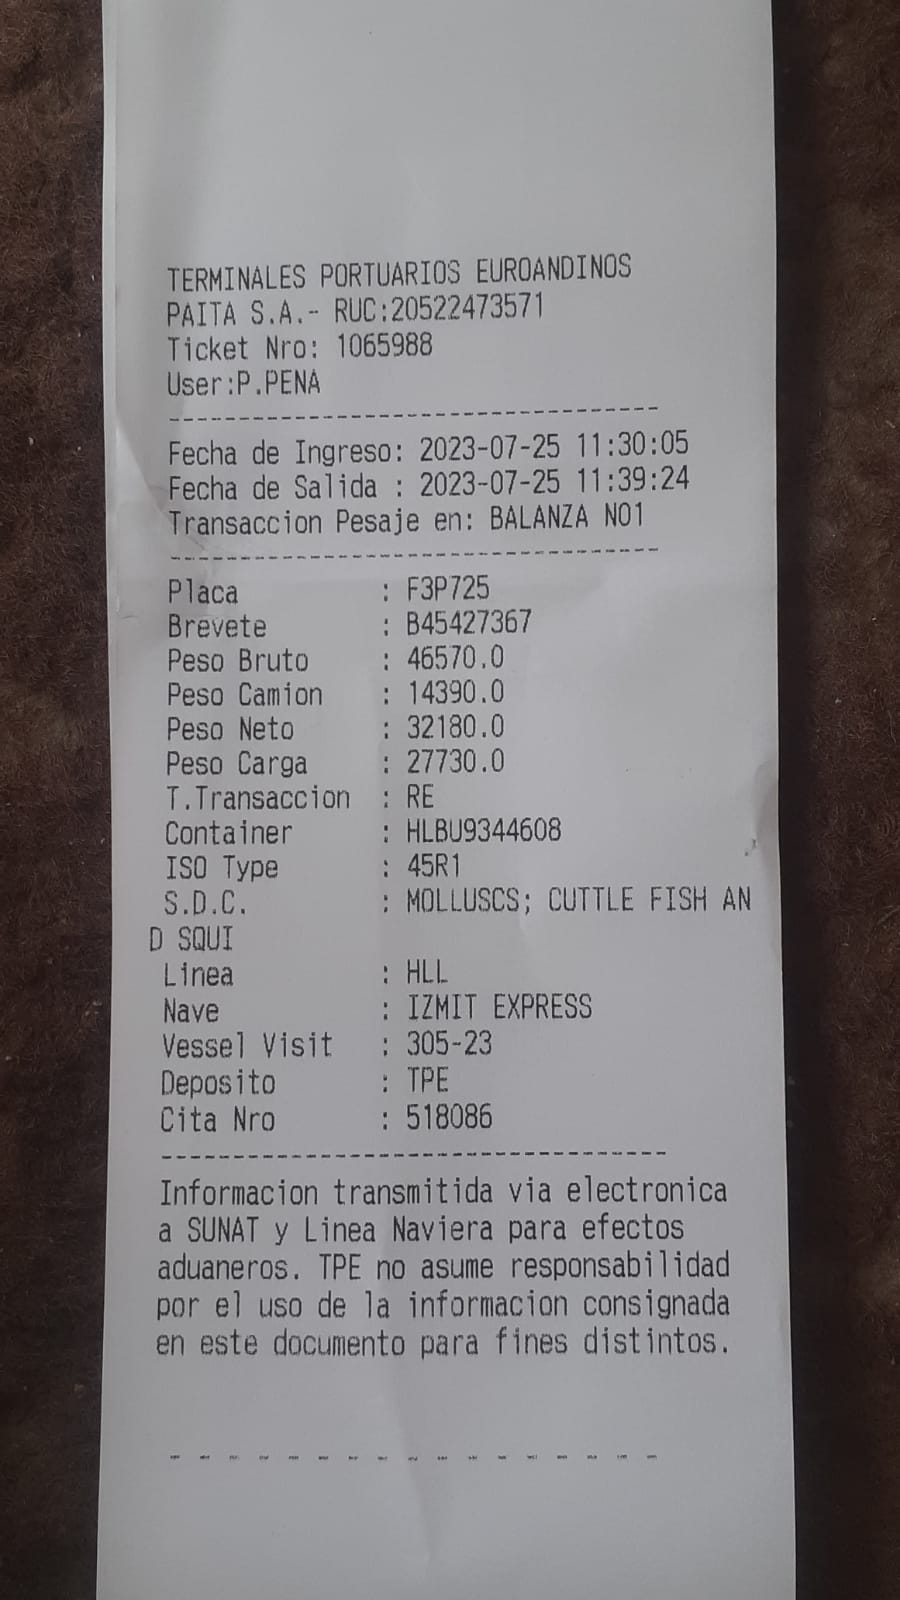 TERMINALES PORTUARIOS EUROANDINOS
PAITA S.A.- RUC:20522473571
Ticket Nro: 1065988
User:P.PENA
----------------------------------
Fecha de Ingreso: 2023-07-25 11:30:05
Fecha de Salida : 2023-07-25 11:39:24
Transaccion Pesaje en: BALANZA NO1
----------------------------------
Placa : F3P725
Brevete : B45427367
Peso Bruto : 46570.0
Peso Camion : 14390.0
Peso Neto : 32180.0
Peso Carga : 27730.0
T.Transaccion : RE
Container : HLBU9344608
ISO Type : 45R1
S.D.C. : MOLLUSCS; CUTTLE FISH AN
D SQUI
Linea : HLL
Nave : IZMIT EXPRESS
Vessel Visit : 305-23
Deposito : TPE
Cita Nro : 518086
----------------------------------
Informacion transmitida via electronica
a SUNAT y Linea Naviera para efectos
aduaneros. TPE no asume responsabilidad
por el uso de la informacion consignada
en este documento para fines distintos.